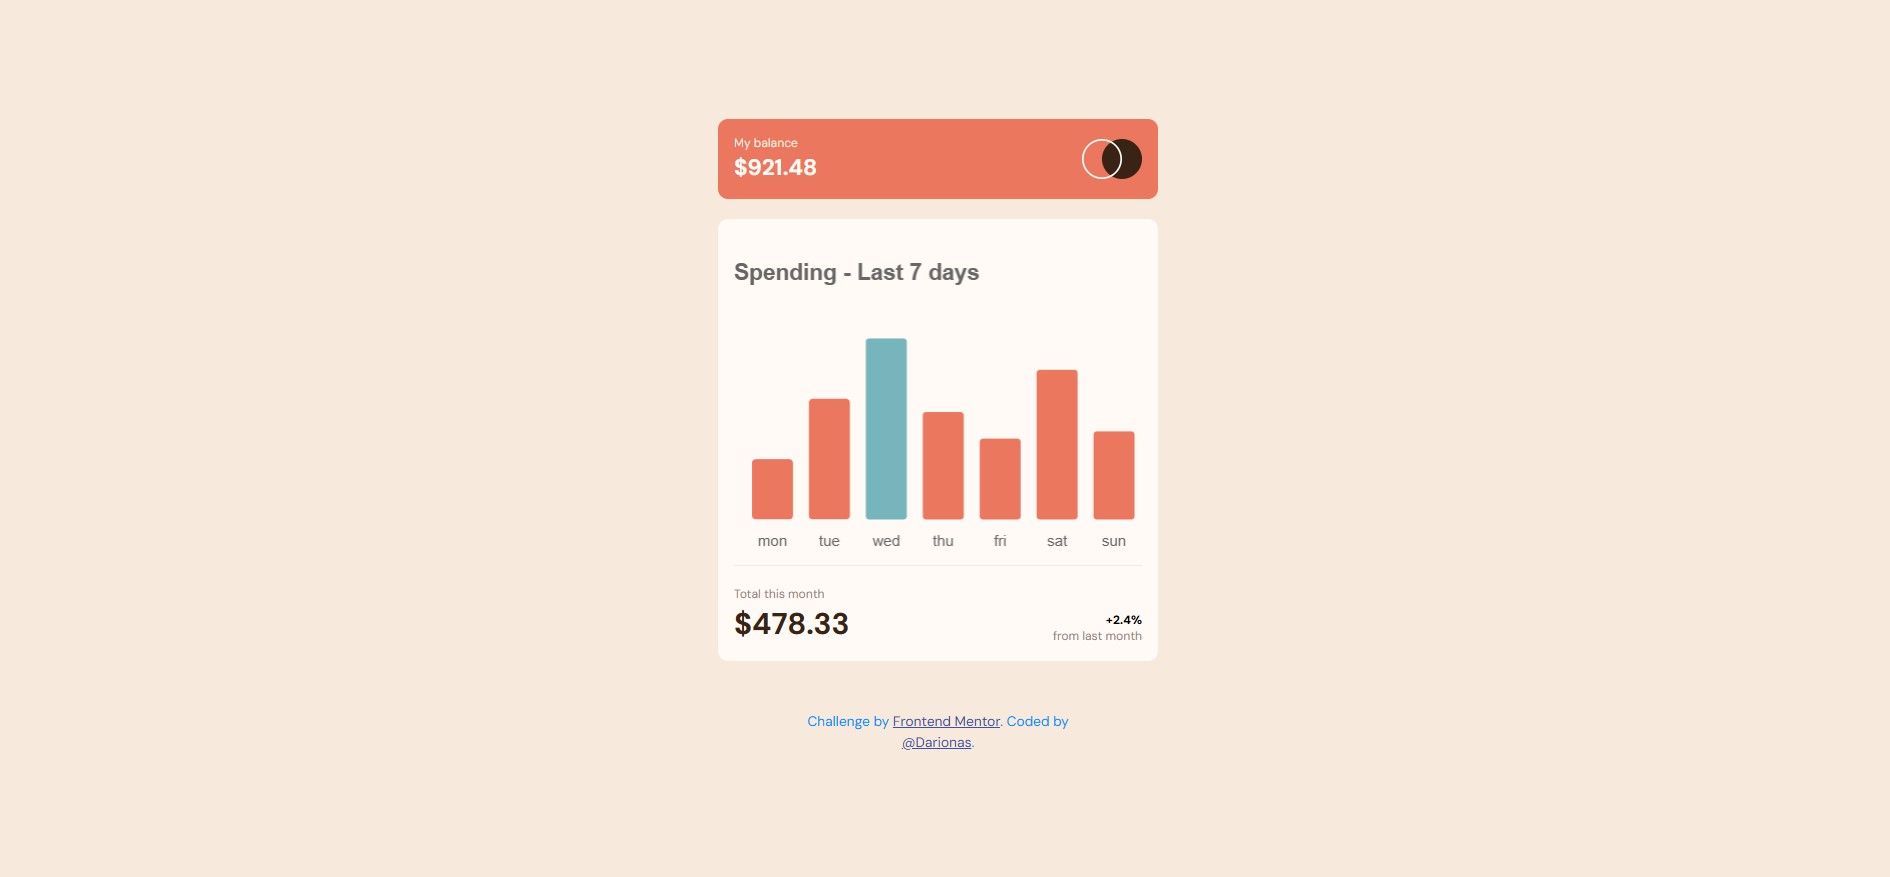 My balance
$921.48
Spending - Last 7 days
mon tue wed thu fri sat sun
Total this month
$478.33
+2.4%
from last month
Challenge by Frontend Mentor. Coded by
@Darionas.